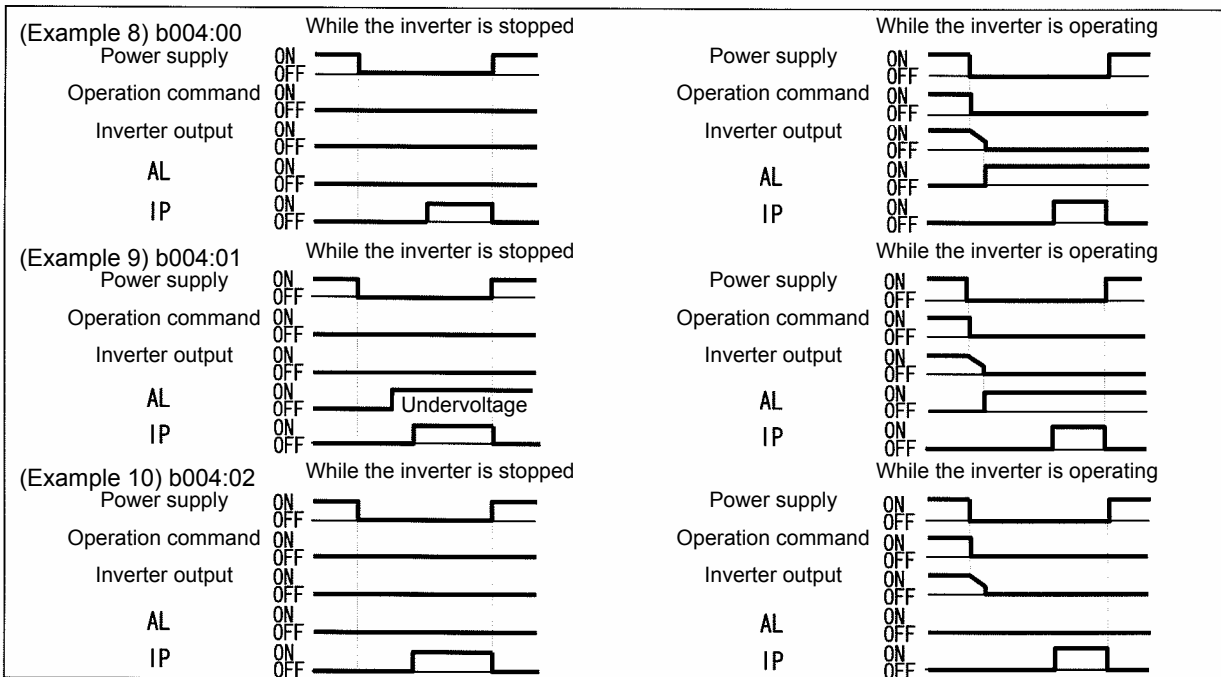 (Example 8) b004:00
While the inverter is stopped
While the inverter is operating
Power supply ON OFF
Power supply ON OFF
Operation command ON OFF
Operation command ON OFF
Inverter output ON OFF
Inverter output ON OFF
AL ON OFF
AL ON OFF
IP ON OFF
IP ON OFF
(Example 9) b004:01
While the inverter is stopped
While the inverter is operating
Power supply ON OFF
Power supply ON OFF
Operation command ON OFF
Operation command ON OFF
Inverter output ON OFF
Inverter output ON OFF
AL ON OFF Undervoltage
AL ON OFF
IP ON OFF
IP ON OFF
(Example 10) b004:02
While the inverter is stopped
While the inverter is operating
Power supply ON OFF
Power supply ON OFF
Operation command ON OFF
Operation command ON OFF
Inverter output ON OFF
Inverter output ON OFF
AL ON OFF
AL ON OFF
IP ON OFF
IP ON OFF